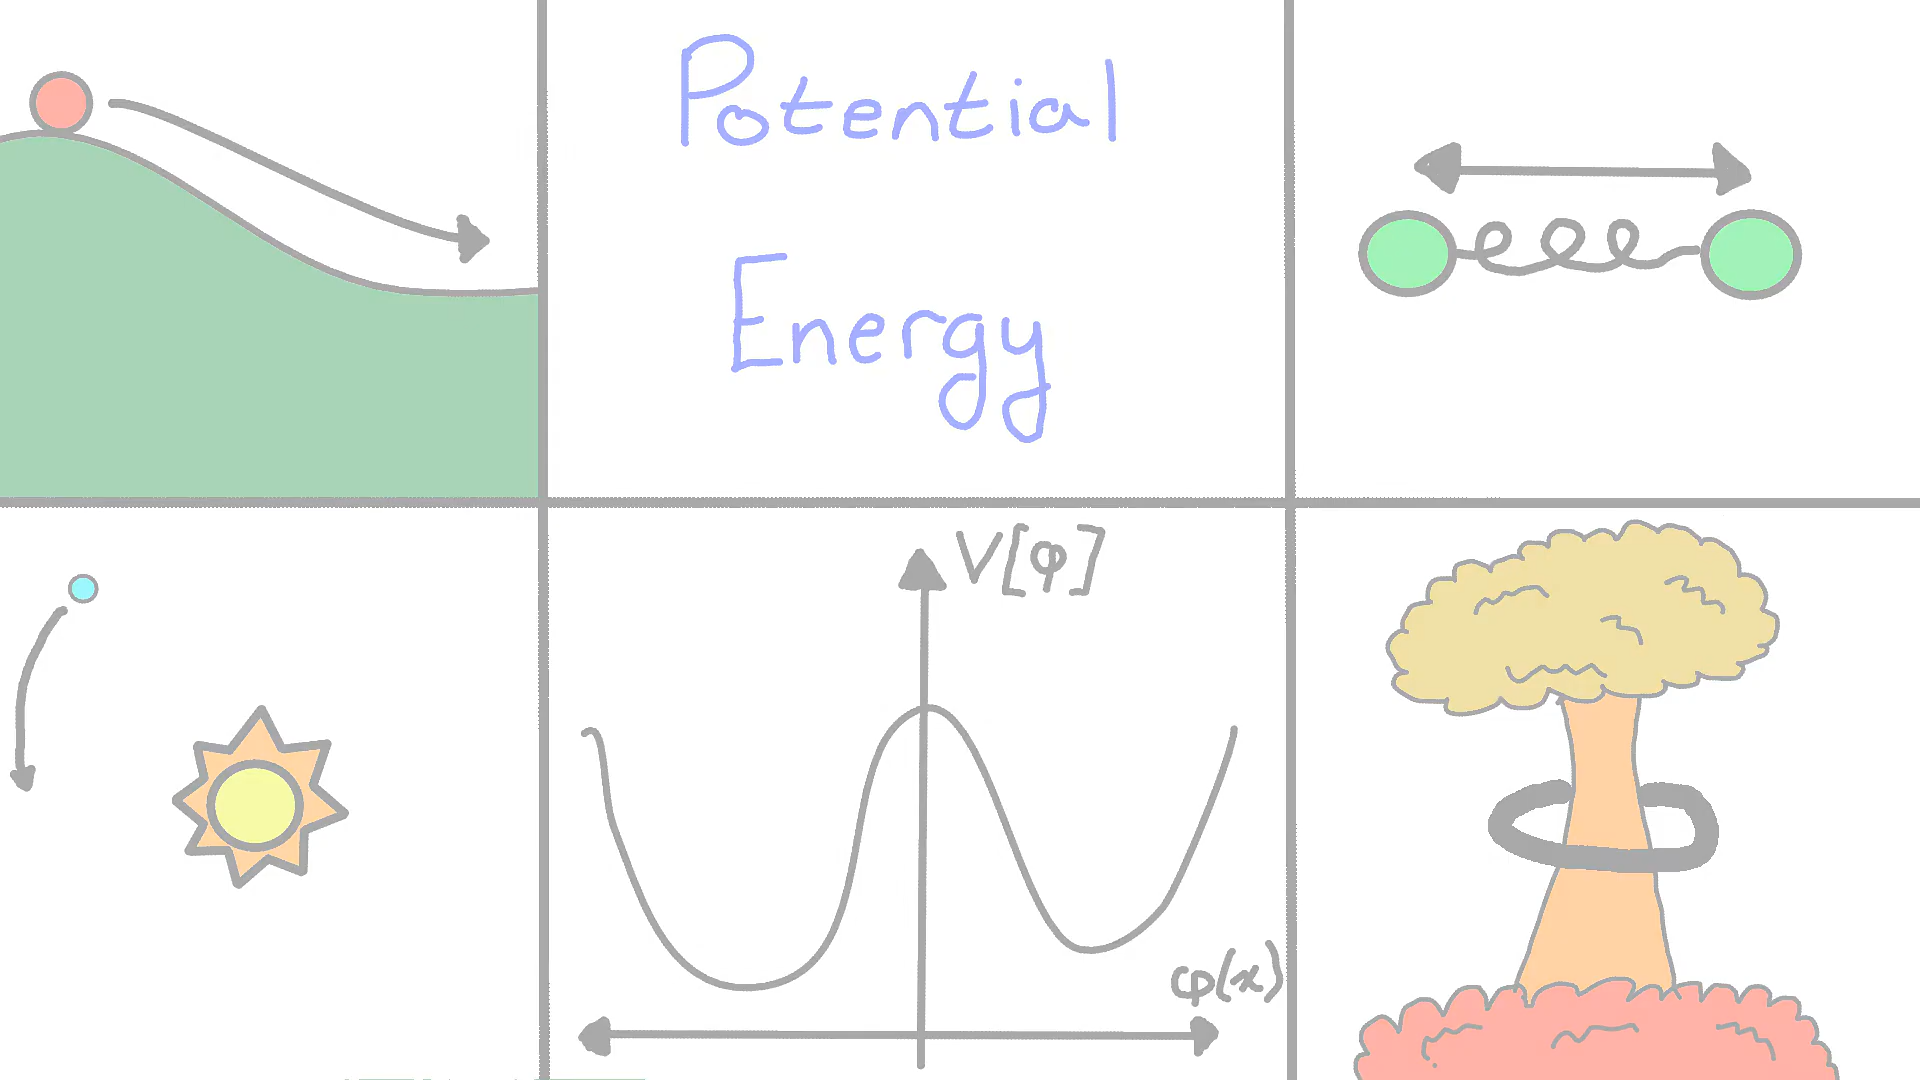 Potential
Energy
V[φ]
φ(x)